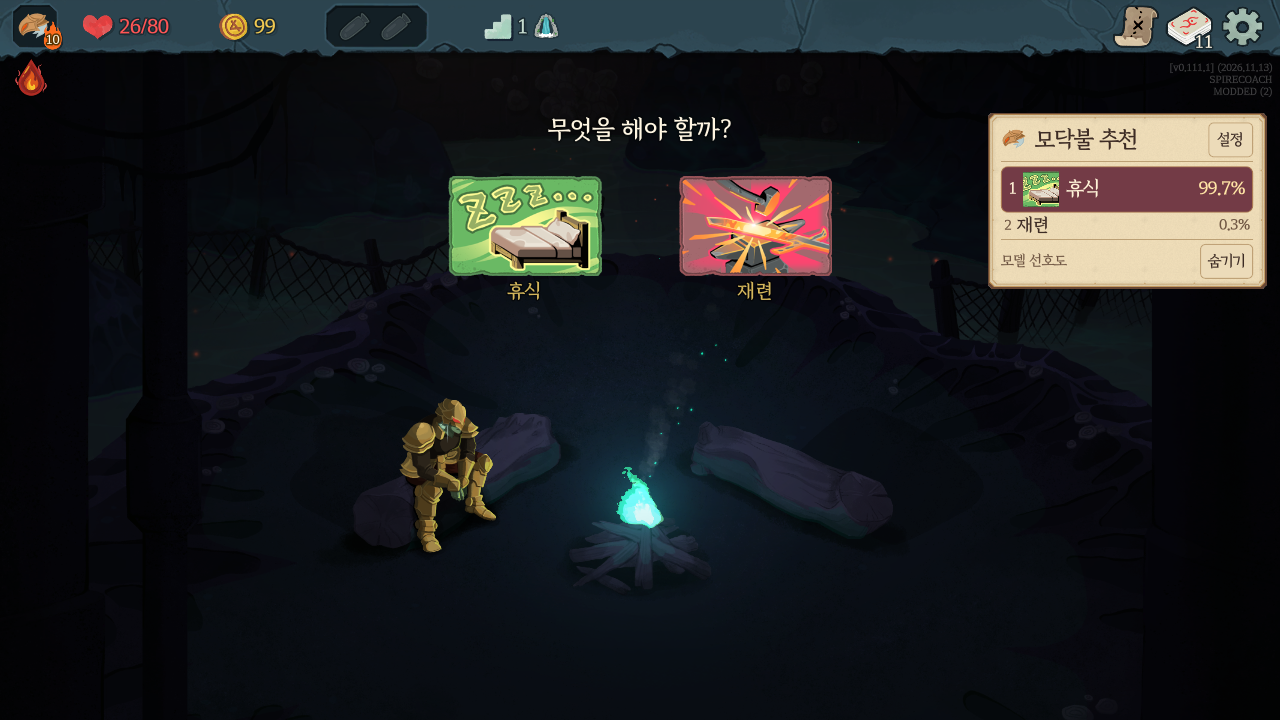 10
26/80
99
1
11
[v0.111.1] (2026.11.13)
SPIRECOACH
MODDED (2)
무엇을 해야 할까?
ZZZ...
휴식
재련
모닥불 추천
설정
1 ZZZ... 휴식 99.7%
2 재련 0.3%
모델 선호도
숨기기